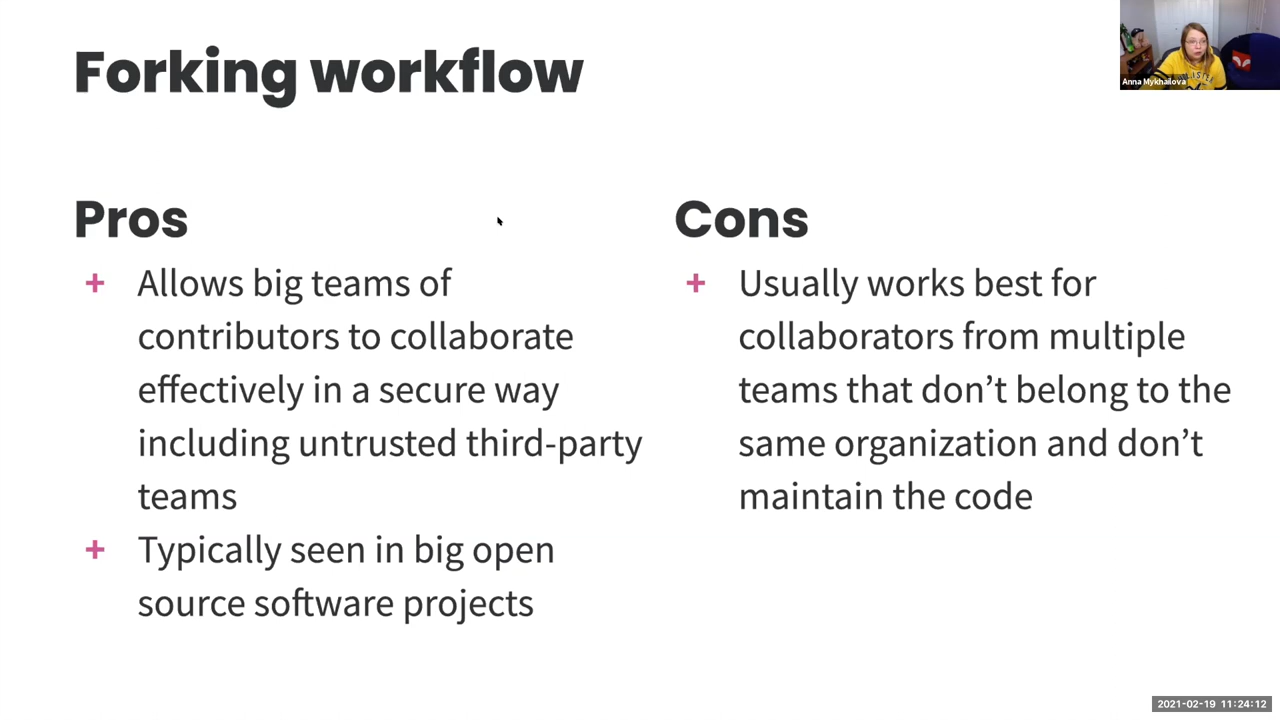 Forking workflow
Anna Mykhailova
Pros
+ Allows big teams of
contributors to collaborate
effectively in a secure way
including untrusted third-party
teams
+ Typically seen in big open
source software projects
Cons
+ Usually works best for
collaborators from multiple
teams that don’t belong to the
same organization and don’t
maintain the code
2021-02-19 11:24:12